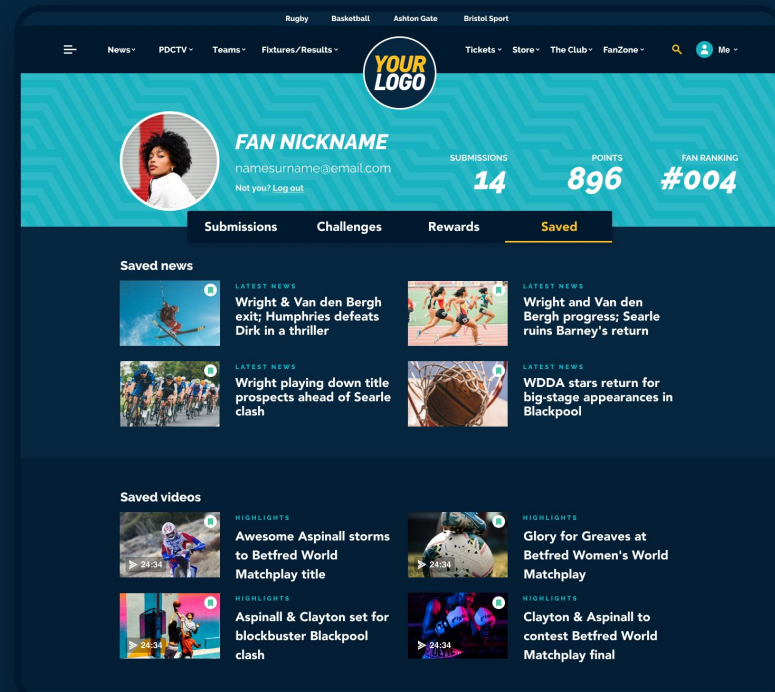 Rugby Basketball Ashton Gate Bristol Sport
News PDCTV Teams Fixtures/Results
YOUR
LOGO
Tickets Store The Club FanZone Me
FAN NICKNAME
namesurname@email.com
Not you? Log out
SUBMISSIONS
14
POINTS
896
FAN RANKING
#004
Submissions Challenges Rewards Saved
Saved news
LATEST NEWS
Wright & Van den Bergh
exit; Humphries defeats
Dirk in a thriller
LATEST NEWS
Wright and Van den
Bergh progress; Searle
ruins Barney's return
LATEST NEWS
Wright playing down title
prospects ahead of Searle
clash
LATEST NEWS
WDDA stars return for
big-stage appearances in
Blackpool
Saved videos
24:34
HIGHLIGHTS
Awesome Aspinall storms
to Betfred World
Matchplay title
24:34
HIGHLIGHTS
Glory for Greaves at
Betfred Women's World
Matchplay
24:34
HIGHLIGHTS
Aspinall & Clayton set for
blockbuster Blackpool
clash
24:34
HIGHLIGHTS
Clayton & Aspinall to
contest Betfred World
Matchplay final